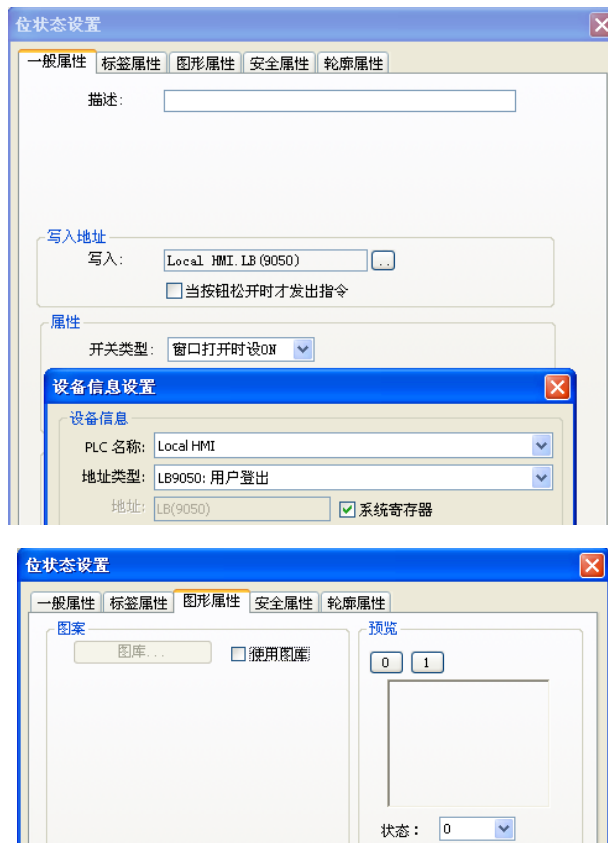 位状态设置
一般属性 标签属性 图形属性 安全属性 轮廓属性
描述:
写入地址
写入: Local HMI.LB(9050) ..
当按钮松开时才发出指令
属性
开关类型: 窗口打开时设ON
设备信息设置
设备信息
PLC 名称: Local HMI
地址类型: LB9050: 用户登出
地址: LB(9050) 系统寄存器
位状态设置
一般属性 标签属性 图形属性 安全属性 轮廓属性
图案 预览
图库... 使用图库
0 1
状态: 0